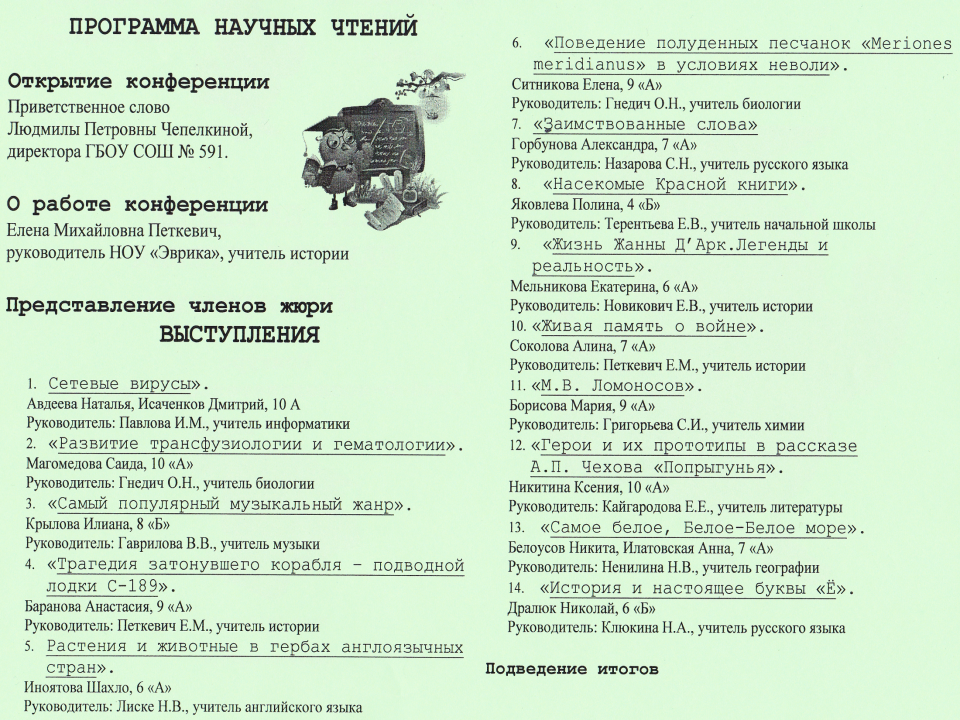 ПРОГРАММА НАУЧНЫХ ЧТЕНИЙ
Открытие конференции
Приветственное слово
Людмилы Петровны Чепелкиной,
директора ГБОУ СОШ № 591.
О работе конференции
Елена Михайловна Петкевич,
руководитель НОУ «Эврика», учитель истории
Представление членов жюри
ВЫСТУПЛЕНИЯ
1. Сетевые вирусы».
Авдеева Наталья, Исаченков Дмитрий, 10 А
Руководитель: Павлова И.М., учитель информатики
2. «Развитие трансфузиологии и гематологии».
Магомедова Саида, 10 «А»
Руководитель: Гнедич О.Н., учитель биологии
3. «Самый популярный музыкальный жанр».
Крылова Илиана, 8 «Б»
Руководитель: Гаврилова В.В., учитель музыки
4. «Трагедия затонувшего корабля – подводной
лодки С-189».
Баранова Анастасия, 9 «А»
Руководитель: Петкевич Е.М., учитель истории
5. Растения и животные в гербах англоязычных
стран».
Иноятова Шахло, 6 «А»
Руководитель: Лиске Н.В., учитель английского языка
6. «Поведение полуденных песчанок «Meriones
meridianus» в условиях неволи».
Ситникова Елена, 9 «А»
Руководитель: Гнедич О.Н., учитель биологии
7. «Заимствованные слова»
Горбунова Александра, 7 «А»
Руководитель: Назарова С.Н., учитель русского языка
8. «Насекомые Красной книги».
Яковлева Полина, 4 «Б»
Руководитель: Терентьева Е.В., учитель начальной школы
9. «Жизнь Жанны Д’Арк.Легенды и
реальность».
Мельникова Екатерина, 6 «А»
Руководитель: Новикович Е.В., учитель истории
10. «Живая память о войне».
Соколова Алина, 7 «А»
Руководитель: Петкевич Е.М., учитель истории
11. «М.В. Ломоносов».
Борисова Мария, 9 «А»
Руководитель: Григорьева С.И., учитель химии
12. «Герои и их прототипы в рассказе
А.П. Чехова «Попрыгунья».
Никитина Ксения, 10 «А»
Руководитель: Кайгародова Е.Е., учитель литературы
13. «Самое белое, Белое-Белое море».
Белоусов Никита, Илатовская Анна, 7 «А»
Руководитель: Ненилина Н.В., учитель географии
14. «История и настоящее буквы «Ё».
Дралюк Николай, 6 «Б»
Руководитель: Клюкина Н.А., учитель русского языка
Подведение итогов